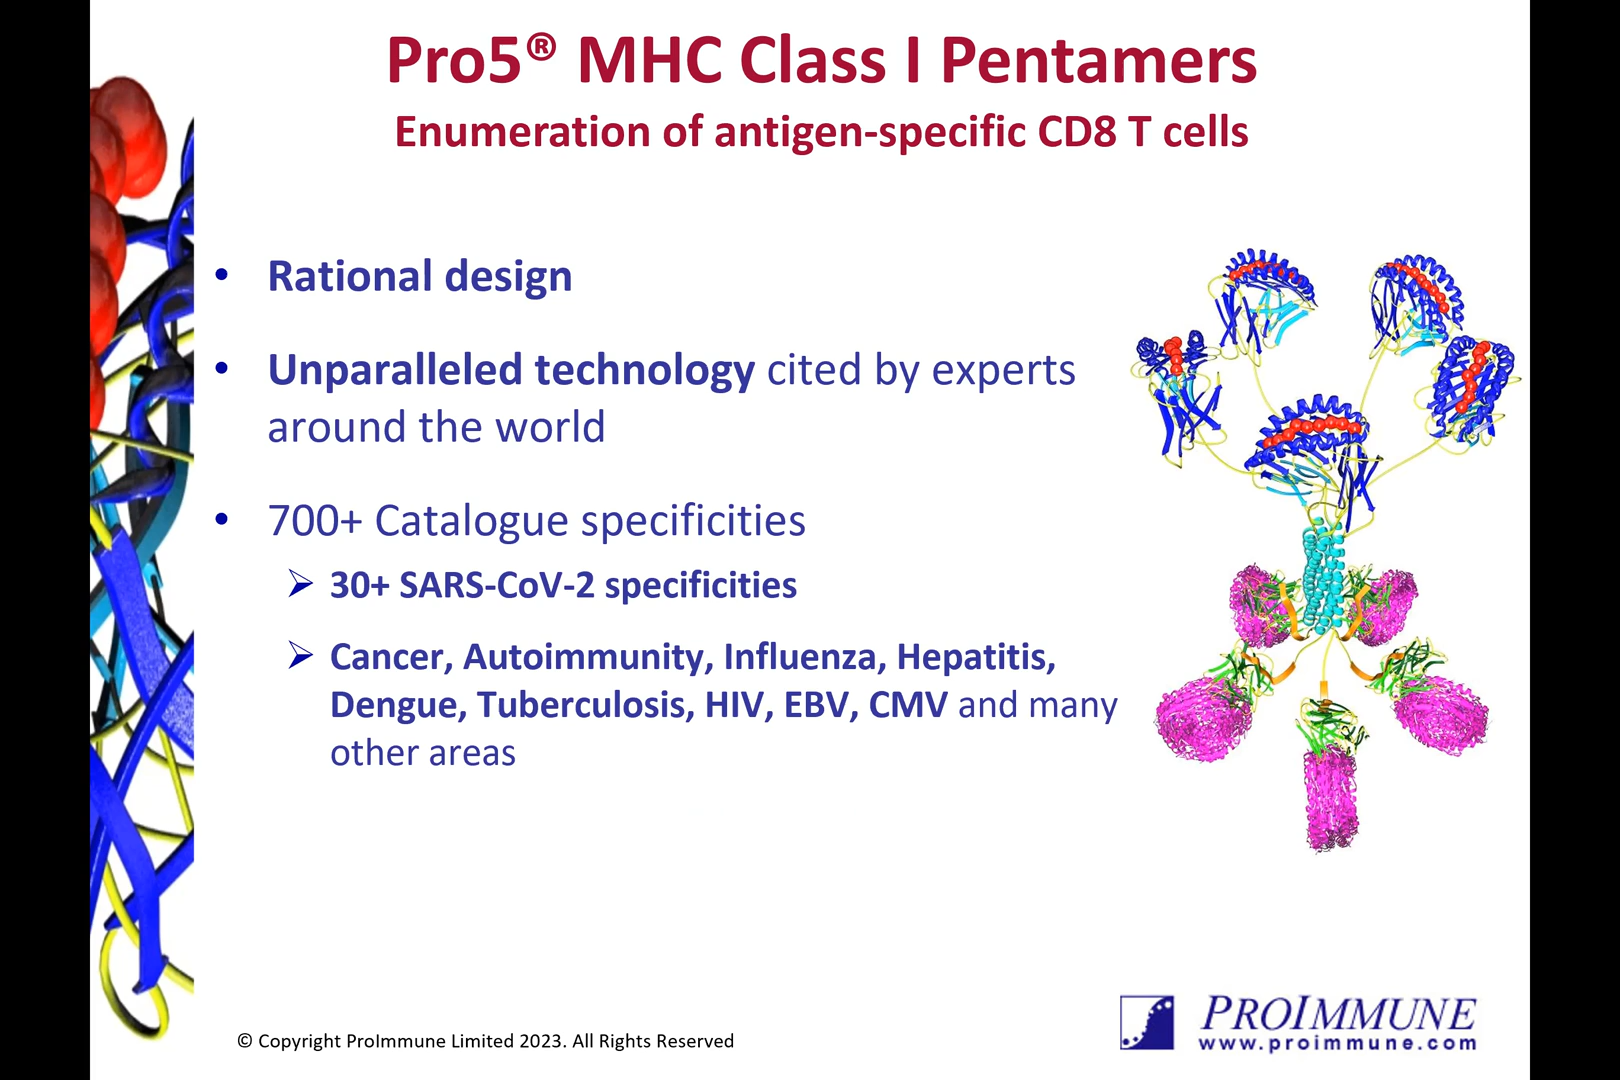 Pro5® MHC Class I Pentamers
Enumeration of antigen-specific CD8 T cells
• Rational design
• Unparalleled technology cited by experts
around the world
• 700+ Catalogue specificities
➢ 30+ SARS-CoV-2 specificities
➢ Cancer, Autoimmunity, Influenza, Hepatitis,
Dengue, Tuberculosis, HIV, EBV, CMV and many
other areas
© Copyright ProImmune Limited 2023. All Rights Reserved
PROIMMUNE
www.proimmune.com